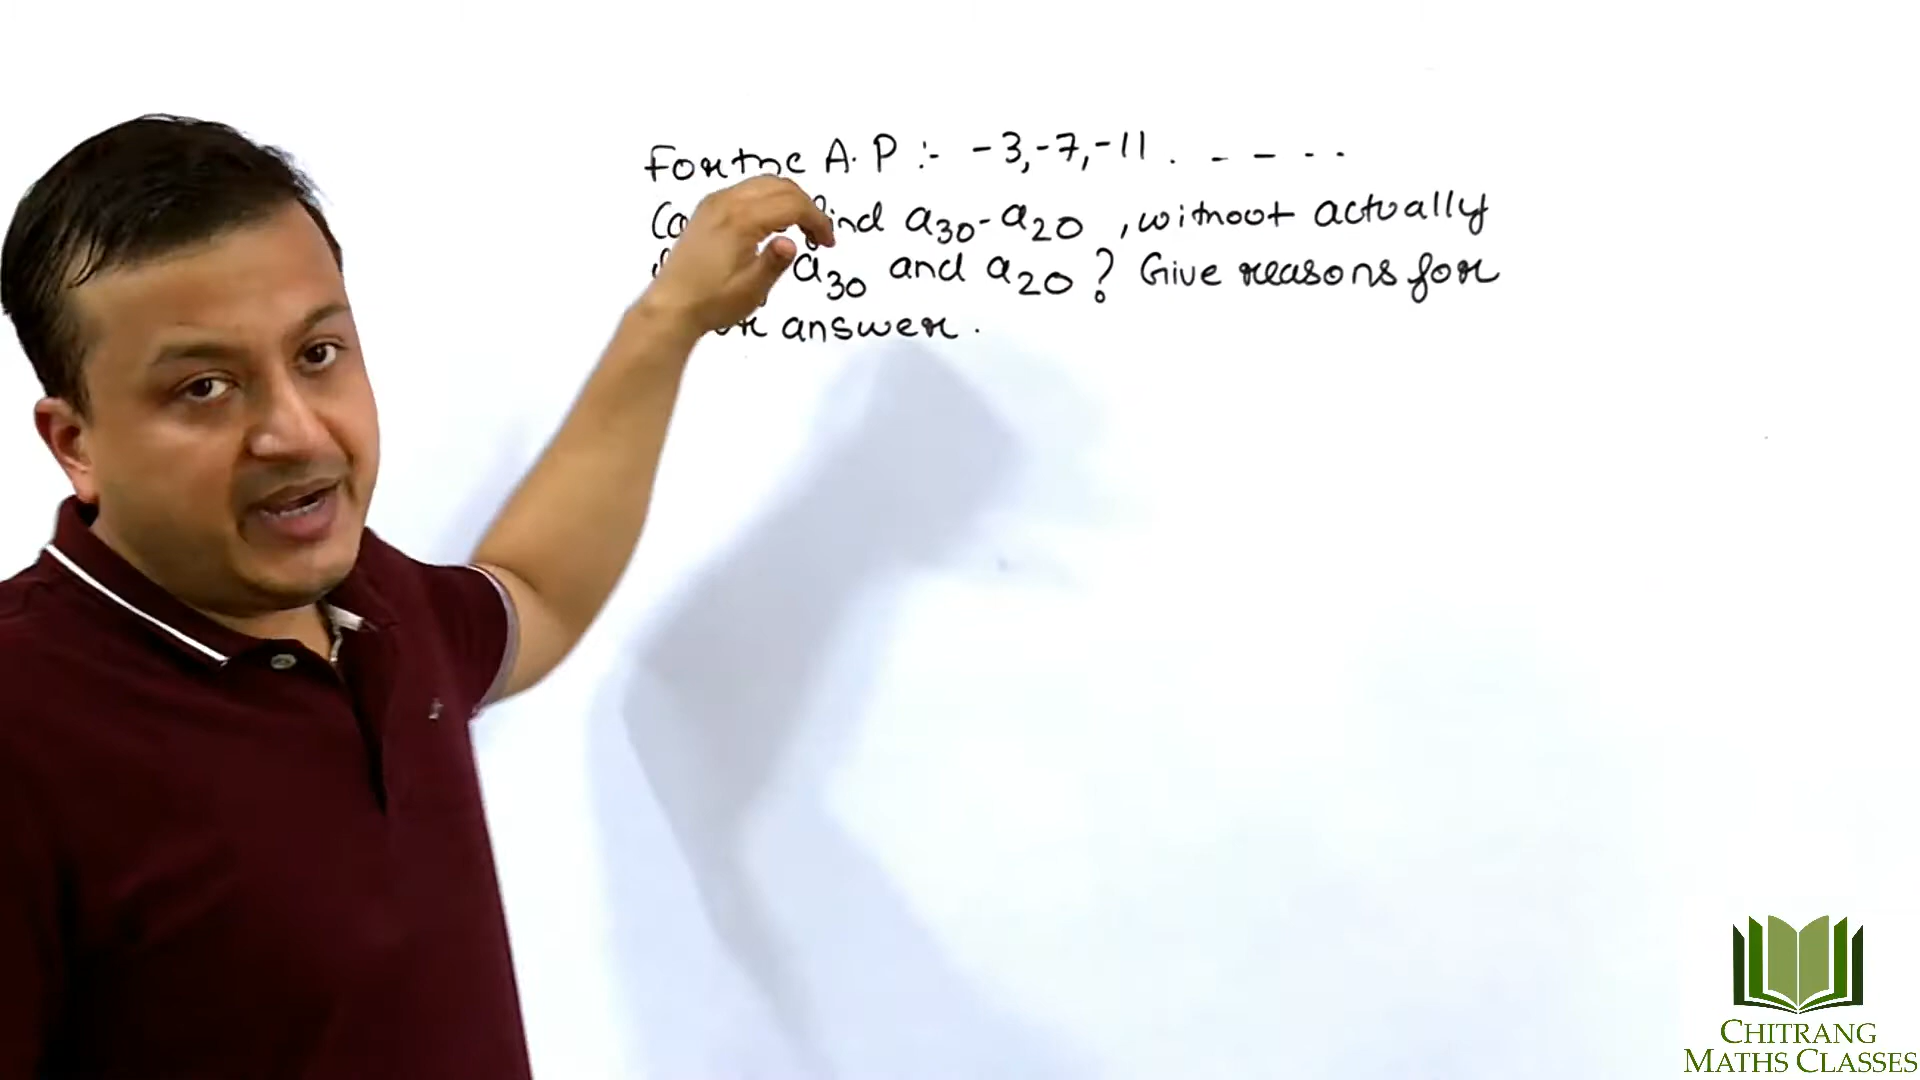 For the A.P :- -3,-7,-11 . - - - -
find a30-a20 , without actually
a30 and a20 ? Give reasons for
answer .
CHITRANG
MATHS CLASSES